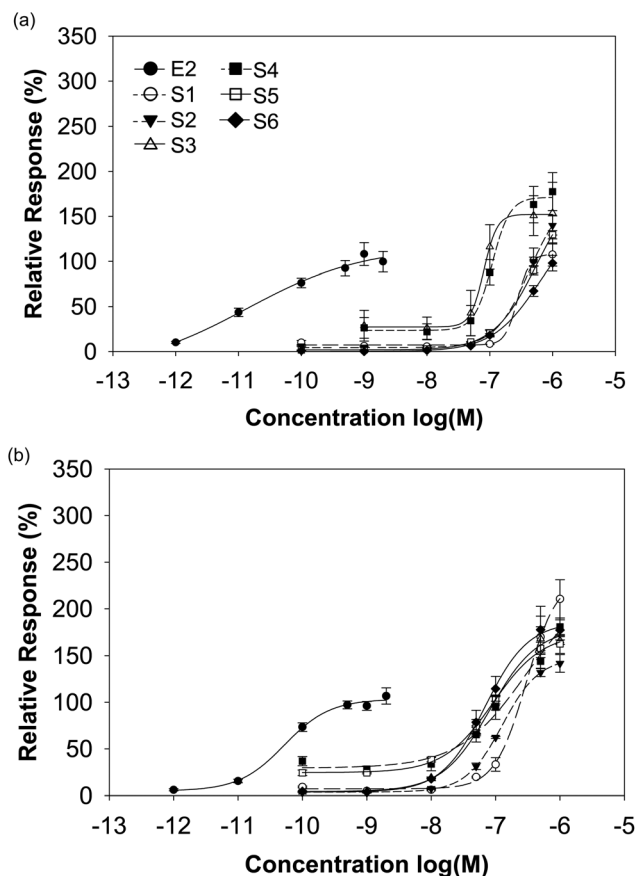 (a)
Relative Response (%)
350
300
250
200
150
100
50
0
E2
S1
S2
S3
S4
S5
S6
-13 -12 -11 -10 -9 -8 -7 -6 -5
Concentration log(M)
(b)
Relative Response (%)
350
300
250
200
150
100
50
0
-13 -12 -11 -10 -9 -8 -7 -6 -5
Concentration log(M)